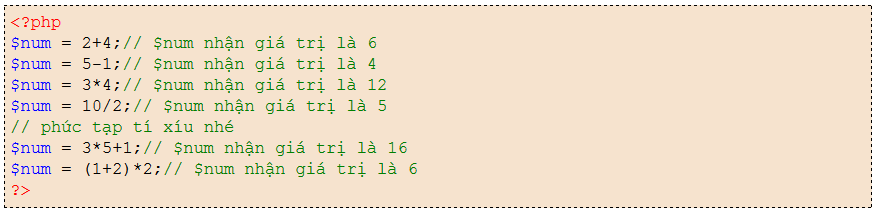 <?php
$num = 2+4;// $num nhận giá trị là 6
$num = 5-1;// $num nhận giá trị là 4
$num = 3*4;// $num nhận giá trị là 12
$num = 10/2;// $num nhận giá trị là 5
// phức tạp tí xíu nhé
$num = 3*5+1;// $num nhận giá trị là 16
$num = (1+2)*2;// $num nhận giá trị là 6
?>